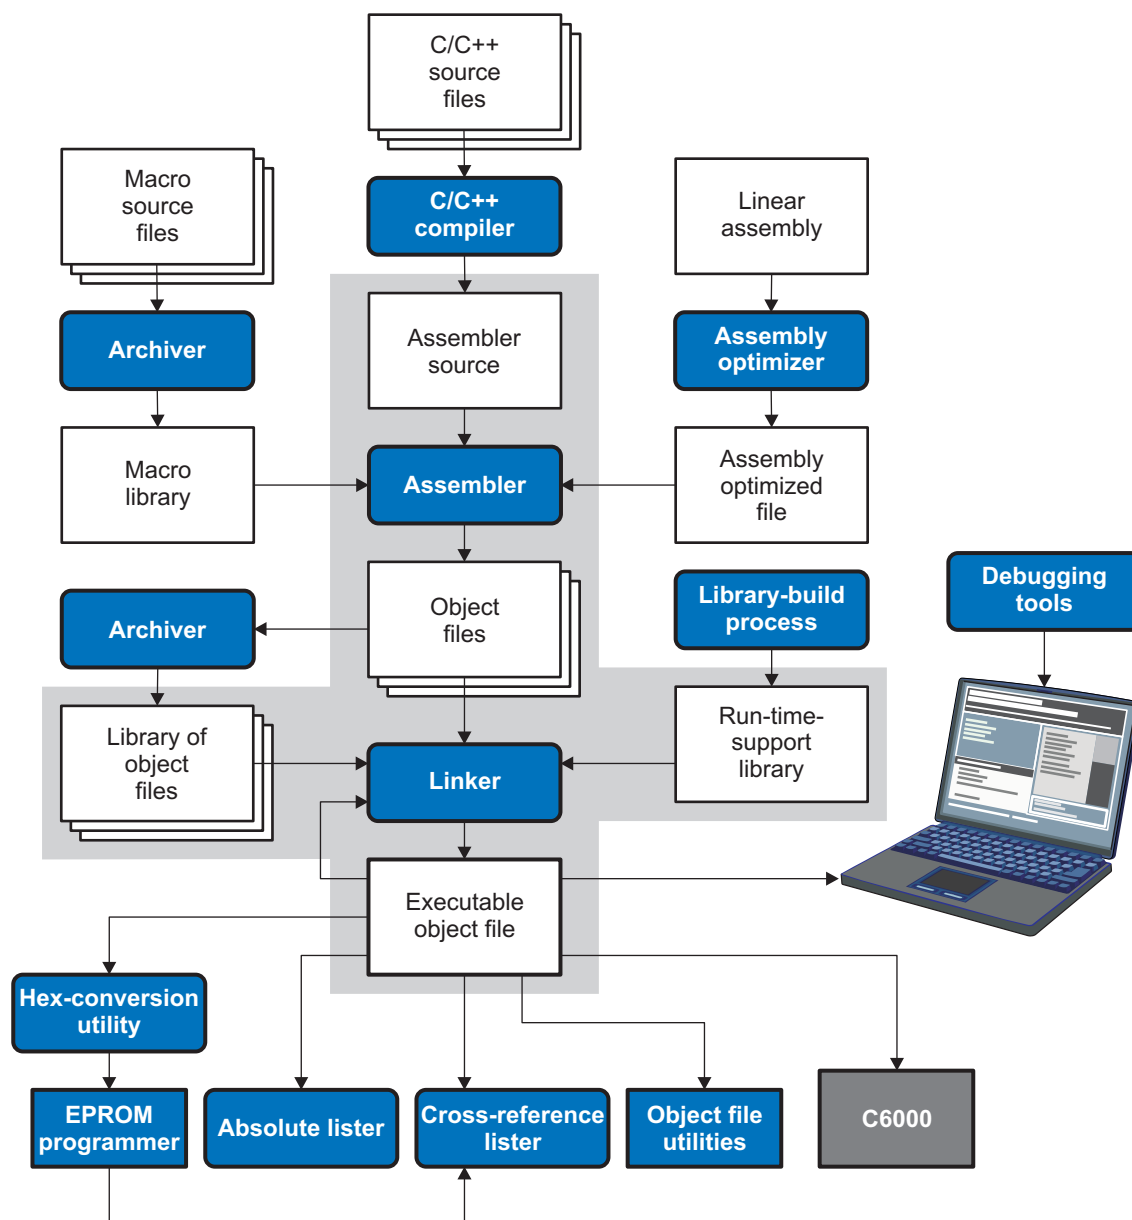 C/C++
source
files
Macro
source
files
C/C++
compiler
Linear
assembly
Archiver
Assembler
source
Assembly
optimizer
Macro
library
Assembler
Assembly
optimized
file
Archiver
Object
files
Library-build
process
Debugging
tools
Library of
object
files
Linker
Run-time-
support
library
Executable
object file
Hex-conversion
utility
EPROM
programmer
Absolute lister
Cross-reference
lister
Object file
utilities
C6000